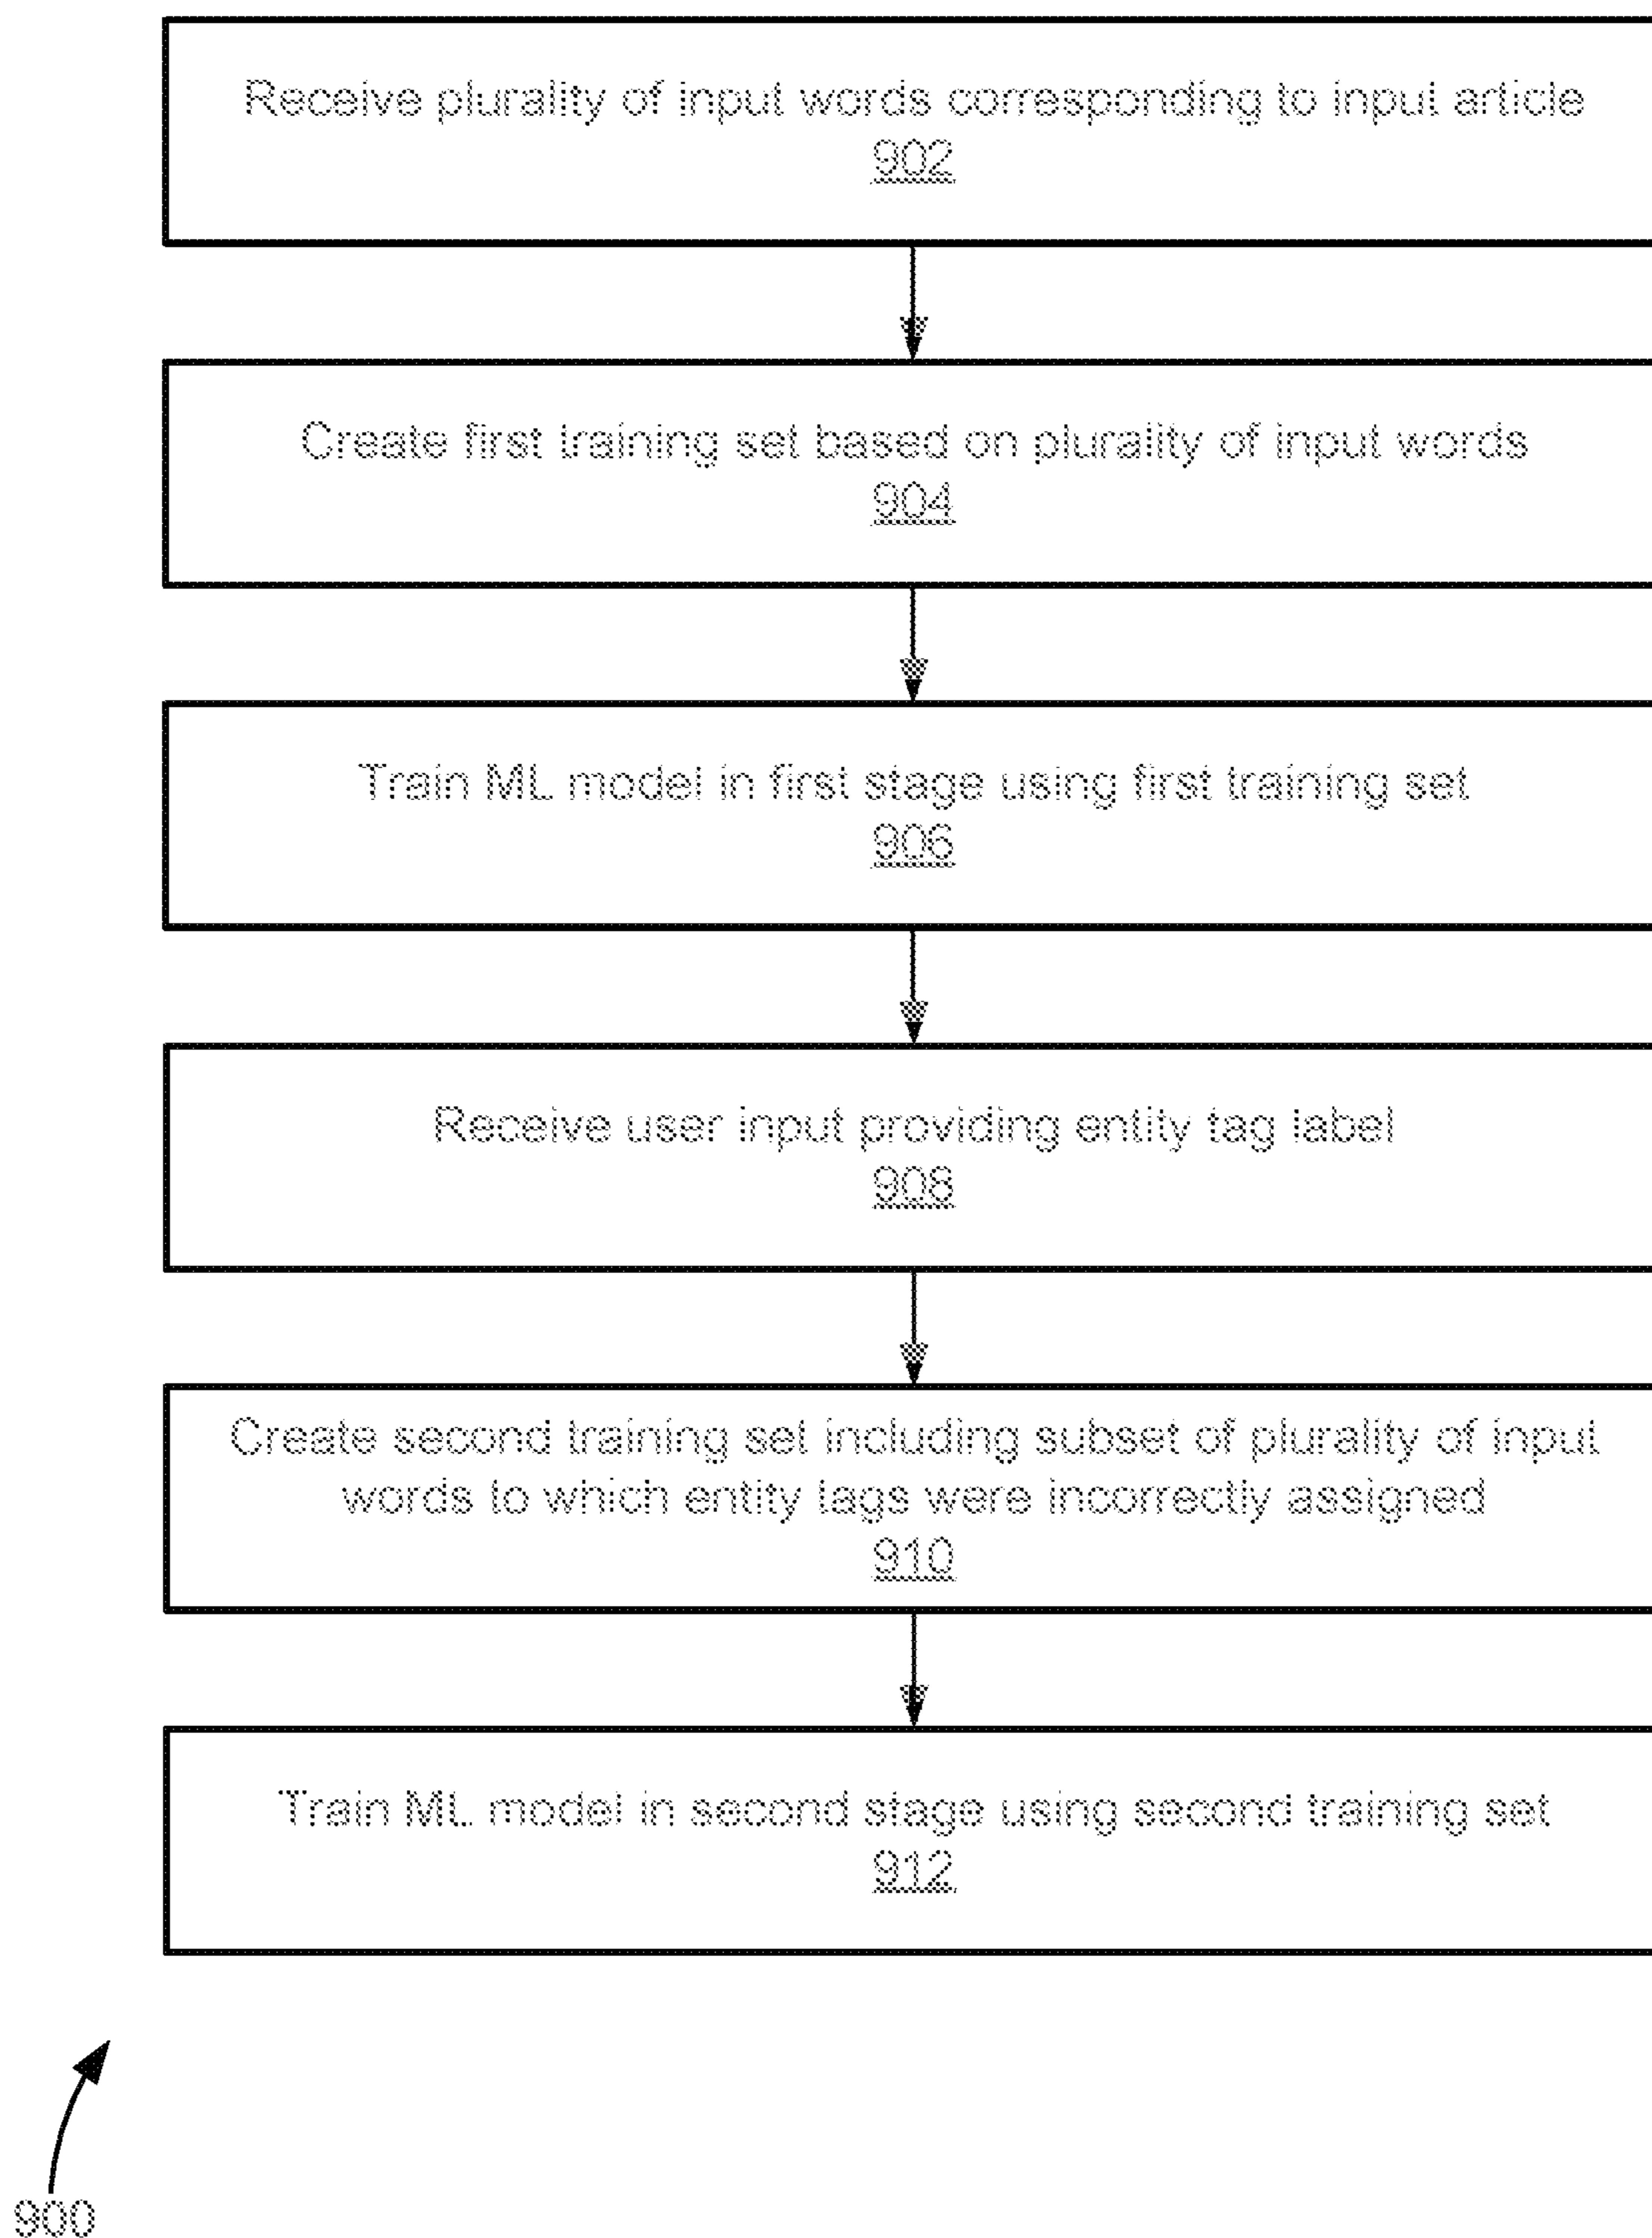 Receive plurality of input words corresponding to input article
902
Create first training set based on plurality of input words
904
Train ML model in first stage using first training set
906
Receive user input providing entity tag label
908
Create second training set including subset of plurality of input
words to which entity tags were incorrectly assigned
910
Train ML model in second stage using second training set
912
900